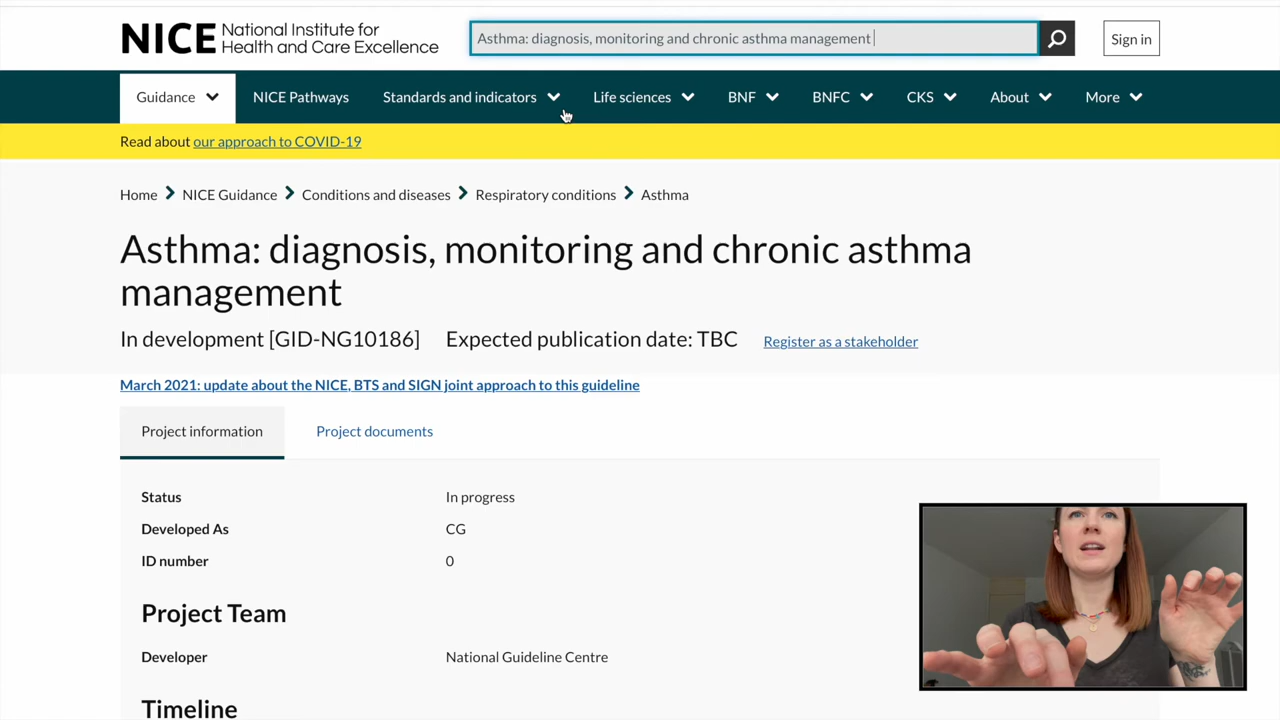 NICE National Institute for Health and Care Excellence
Asthma: diagnosis, monitoring and chronic asthma management
Sign in
Guidance NICE Pathways Standards and indicators Life sciences BNF BNFC CKS About More
Read about our approach to COVID-19
Home NICE Guidance Conditions and diseases Respiratory conditions Asthma
Asthma: diagnosis, monitoring and chronic asthma
management
In development [GID-NG10186] Expected publication date: TBC Register as a stakeholder
March 2021: update about the NICE, BTS and SIGN joint approach to this guideline
Project information Project documents
Status In progress
Developed As CG
ID number 0
Project Team
Developer National Guideline Centre
Timeline